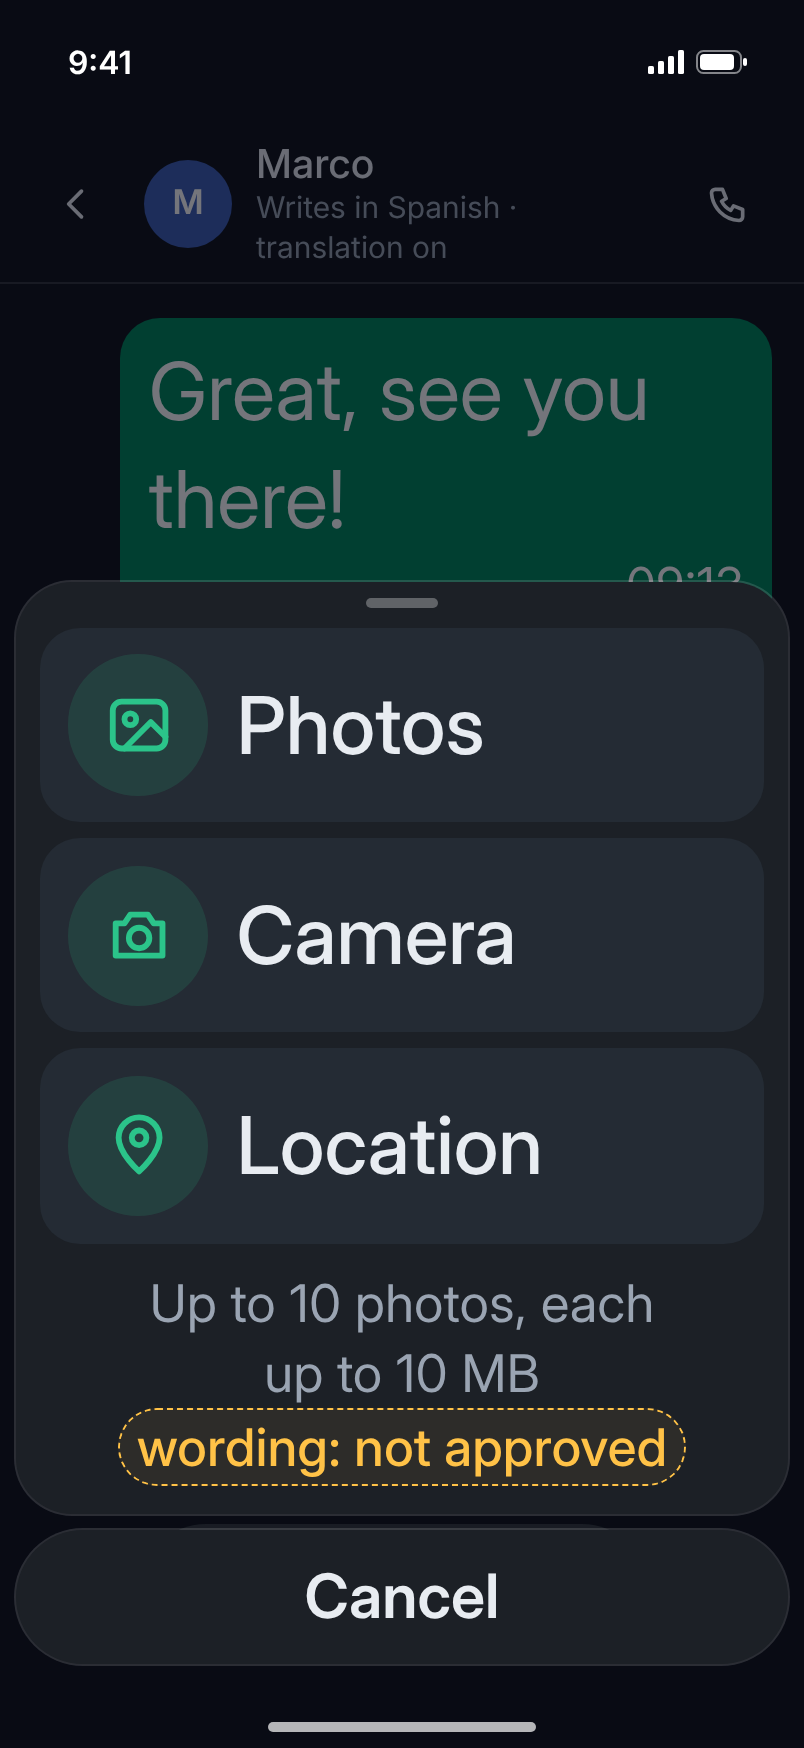 9:41
M
Marco
Writes in Spanish ·
translation on
Great, see you
there!
Photos
Camera
Location
Up to 10 photos, each
up to 10 MB
wording: not approved
Cancel